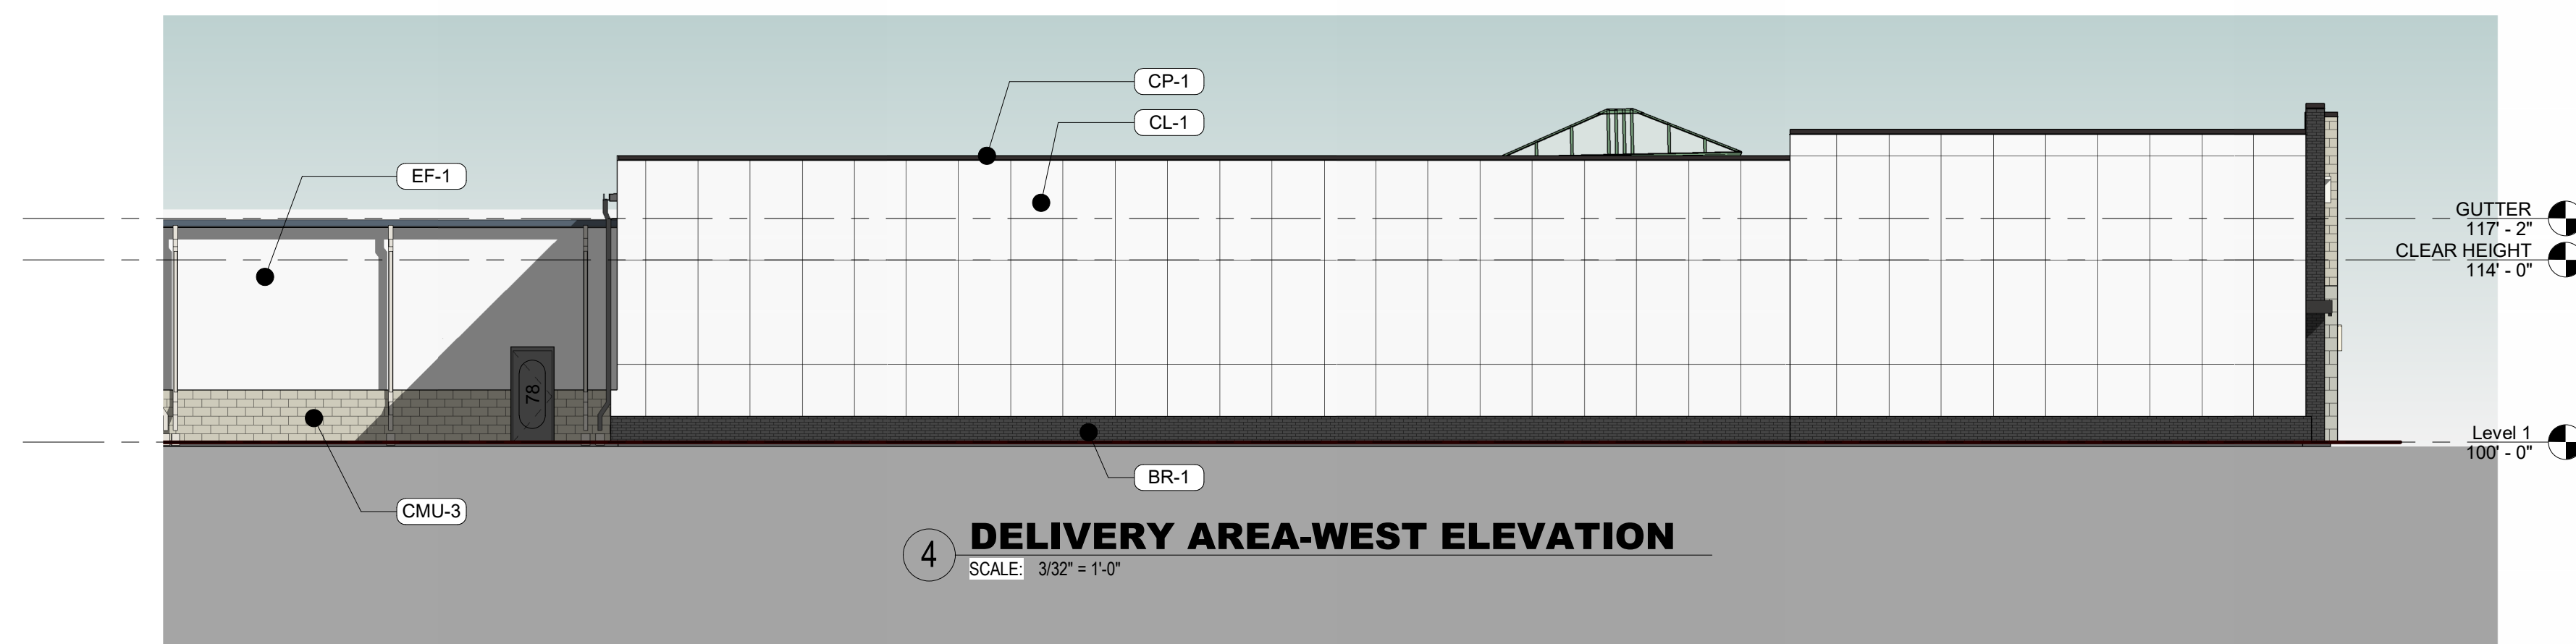 CP-1
CL-1
EF-1
GUTTER
117' - 2"
CLEAR HEIGHT
114' - 0"
78
Level 1
100' - 0"
BR-1
CMU-3
4
DELIVERY AREA-WEST ELEVATION
SCALE: 3/32" = 1'-0"